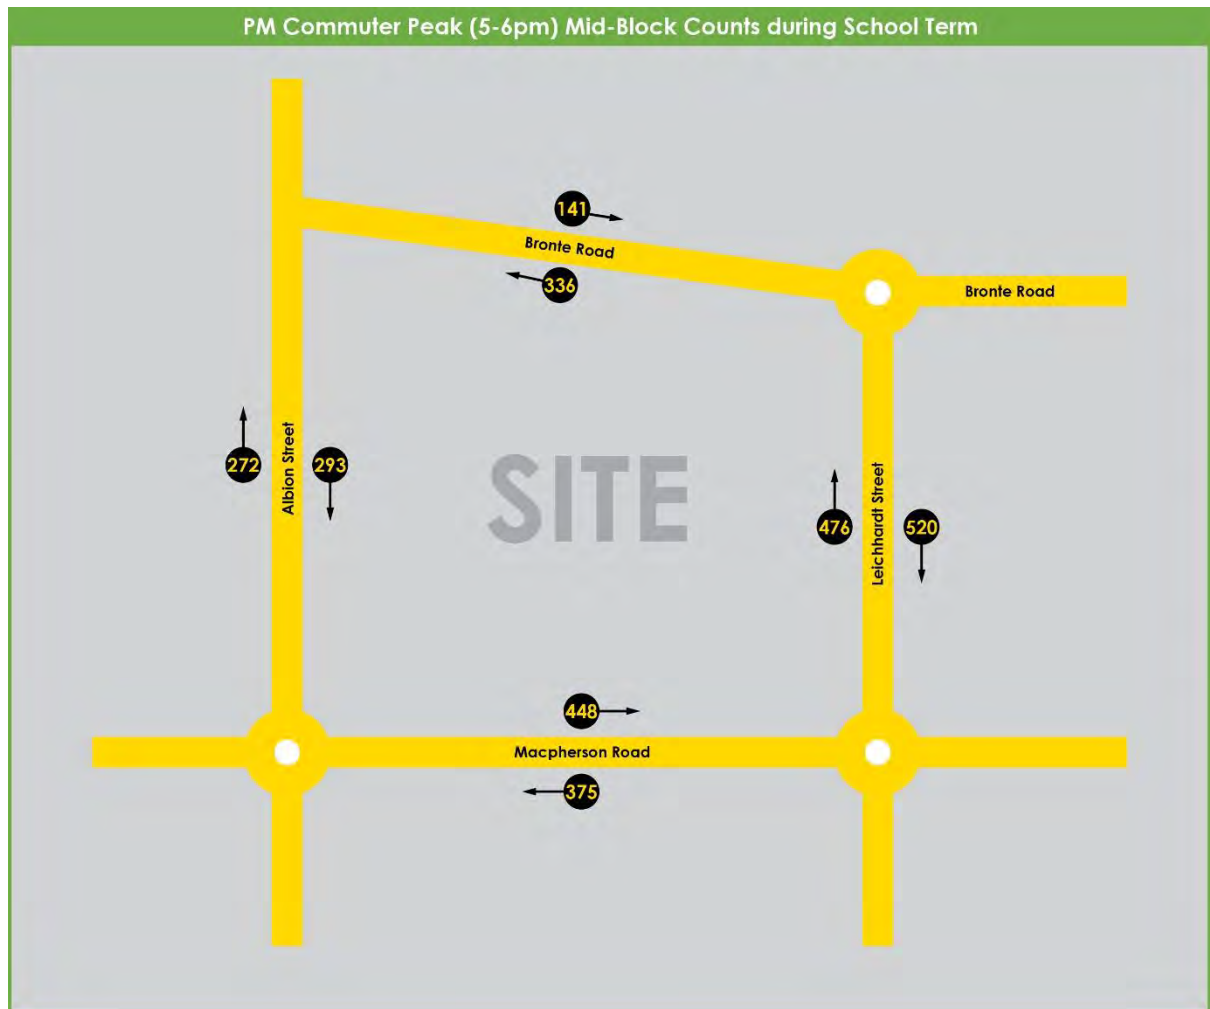 PM Commuter Peak (5-6pm) Mid-Block Counts during School Term
141
Bronte Road
336
Bronte Road
272
Albion Street
293
SITE
476
Leichhardt Street
520
448
Macpherson Road
375